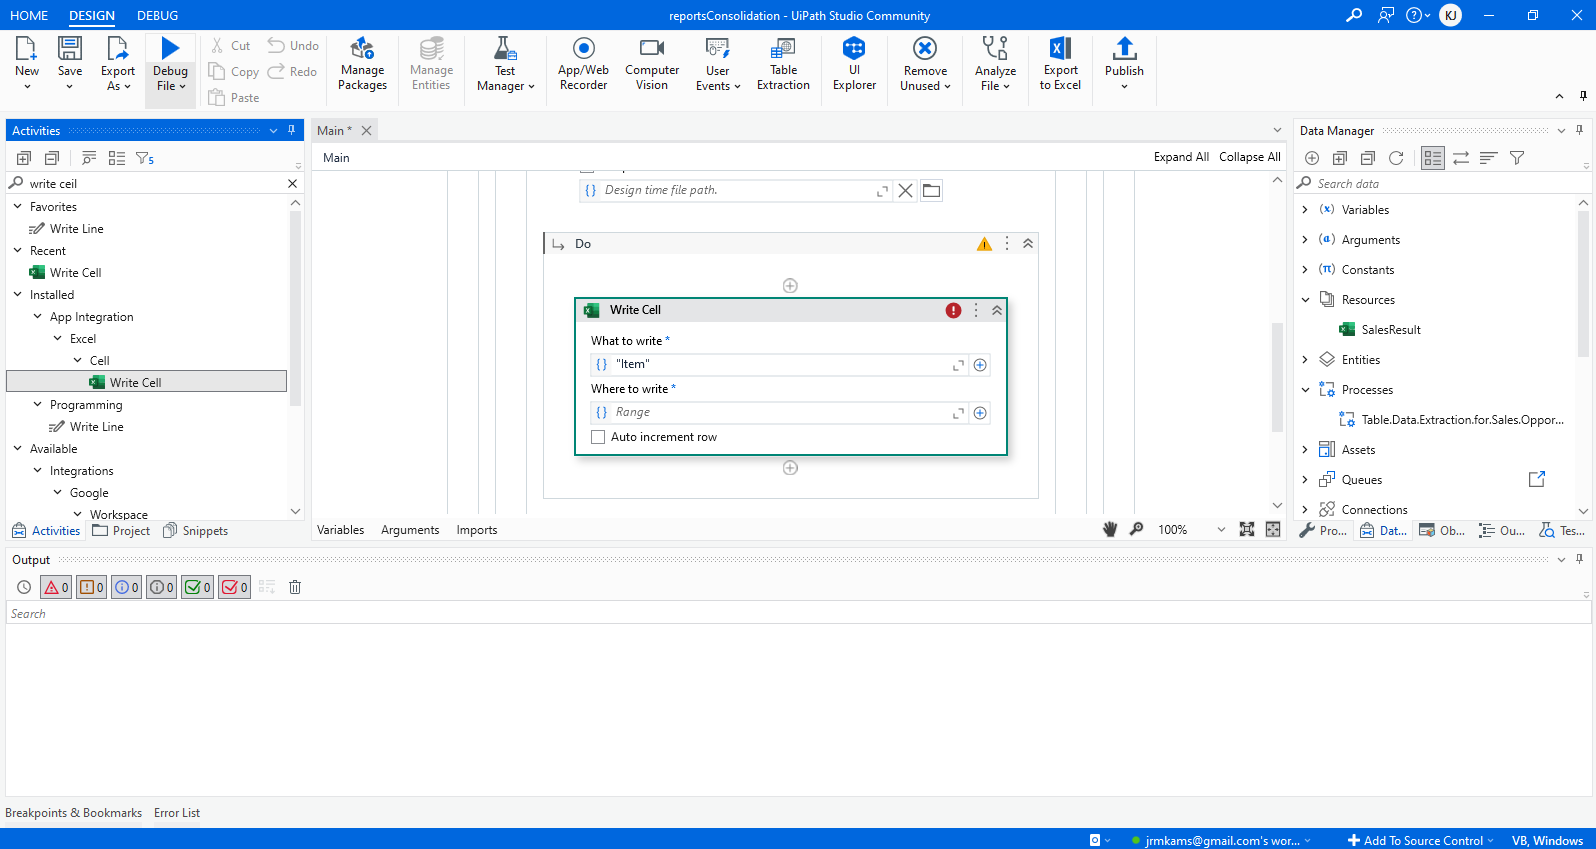 HOME DESIGN DEBUG reportsConsolidation - UiPath Studio Community KJ
New Save Export As Debug File Cut Copy Paste Undo Redo Manage Packages Manage Entities Test Manager App/Web Recorder Computer Vision User Events Table Extraction UI Explorer Remove Unused Analyze File Export to Excel Publish
Activities
5
write ceil
Favorites
Write Line
Recent
Write Cell
Installed
App Integration
Excel
Cell
Write Cell
Programming
Write Line
Available
Integrations
Google
Workspace
Activities Project Snippets
Main *
Main Expand All Collapse All
Design time file path.
Do
Write Cell
What to write *
"Item"
Where to write *
Range
Auto increment row
Variables Arguments Imports 100%
Data Manager
Search data
Variables
Arguments
Constants
Resources
SalesResult
Entities
Processes
Table.Data.Extraction.for.Sales.Oppor...
Assets
Queues
Connections
Pro... Dat... Ob... Ou... Tes...
Output
0 0 0 0 0 0
Search
Breakpoints & Bookmarks Error List
jrmkams@gmail.com's wor... Add To Source Control VB, Windows